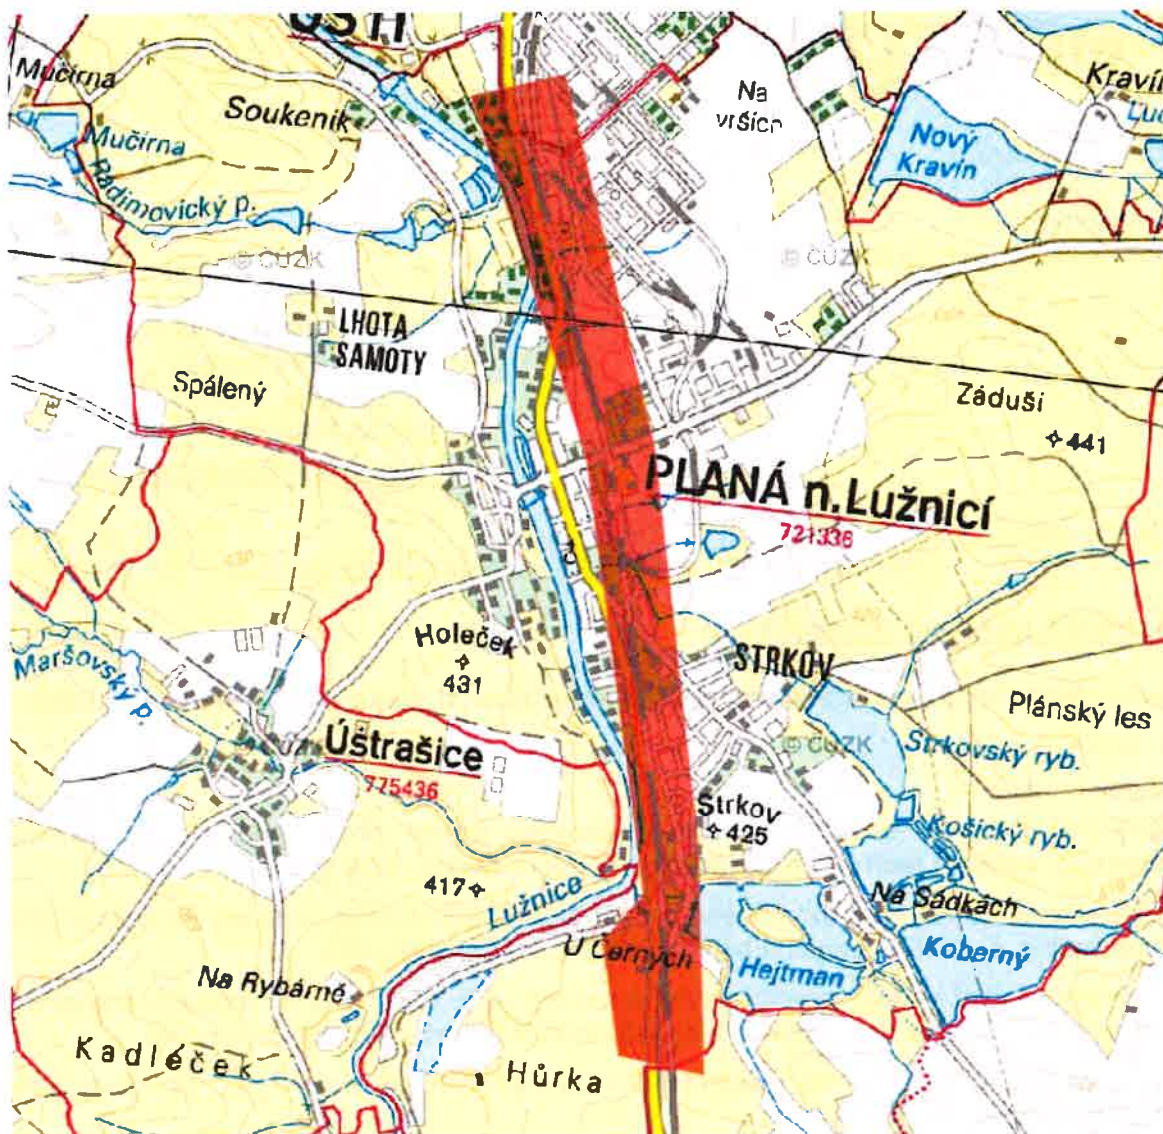 ÚSTÍ
Mučírna
Soukeník
Na
vrších
Kravín
Mučírna
Nový
Kravín
Radimovický p.
© ČÚZK
© ČÚZK
LHOTA
SAMOTY
Spálený
Záduší
441
PLANÁ n.Lužnicí
721336
Holeček
431
STRKOV
Maršovský p.
Plánský les
Úštrašice
775436
© ČÚZK
Strkovský ryb.
Strkov
425
Košický ryb.
417
Lužnice
Na Sádkách
U Černých
Hejtman
Koberný
Na Rybárně
Kadleček
Hůrka